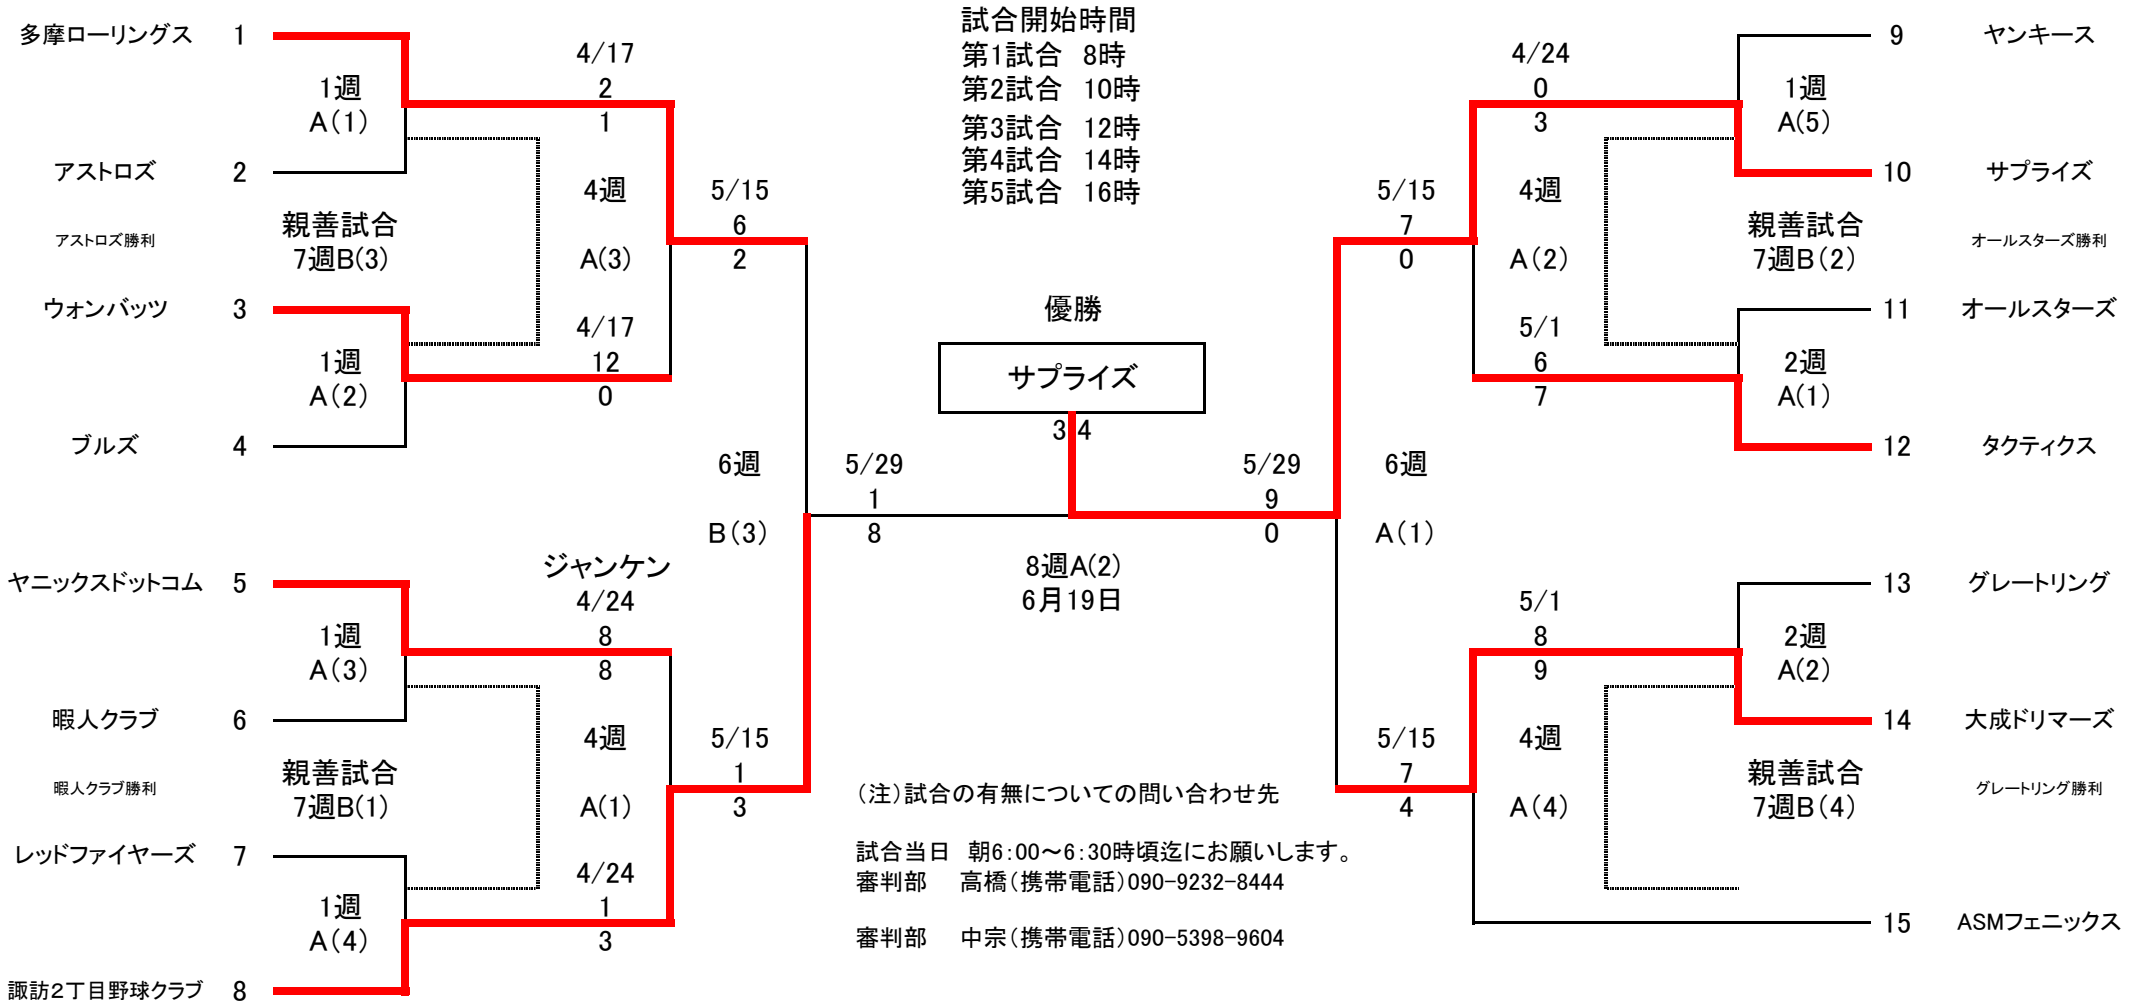 試合開始時間
第1試合 8時
第2試合 10時
第3試合 12時
第4試合 14時
第5試合 16時
多摩ローリングス 1
1週
A(1)
アストロズ 2
アストロズ勝利
親善試合
7週B(3)
ウォンバッツ 3
1週
A(2)
ブルズ 4
4/17
2
1
4週
A(3)
4/17
12
0
5/15
6
2
ヤニックスドットコム 5
1週
A(3)
暇人クラブ 6
暇人クラブ勝利
親善試合
7週B(1)
レッドファイヤーズ 7
1週
A(4)
諏訪2丁目野球クラブ 8
ジャンケン
4/24
8
8
4週
A(1)
4/24
1
3
5/15
1
3
6週
B(3)
5/29
1
8
優勝
サプライズ
3 4
8週A(2)
6月19日
5/29
9
0
6週
A(1)
5/15
7
0
4/24
0
3
4週
A(2)
5/1
6
7
9 ヤンキース
1週
A(5)
10 サプライズ
親善試合
7週B(2)
オールスターズ勝利
11 オールスターズ
2週
A(1)
12 タクティクス
5/15
7
4
5/1
8
9
4週
A(4)
13 グレートリング
2週
A(2)
14 大成ドリマーズ
親善試合
7週B(4)
グレートリング勝利
15 ASMフェニックス
(注)試合の有無についての問い合わせ先
試合当日 朝6:00~6:30時頃迄にお願いします。
審判部 高橋(携帯電話)090-9232-8444
審判部 中宗(携帯電話)090-5398-9604